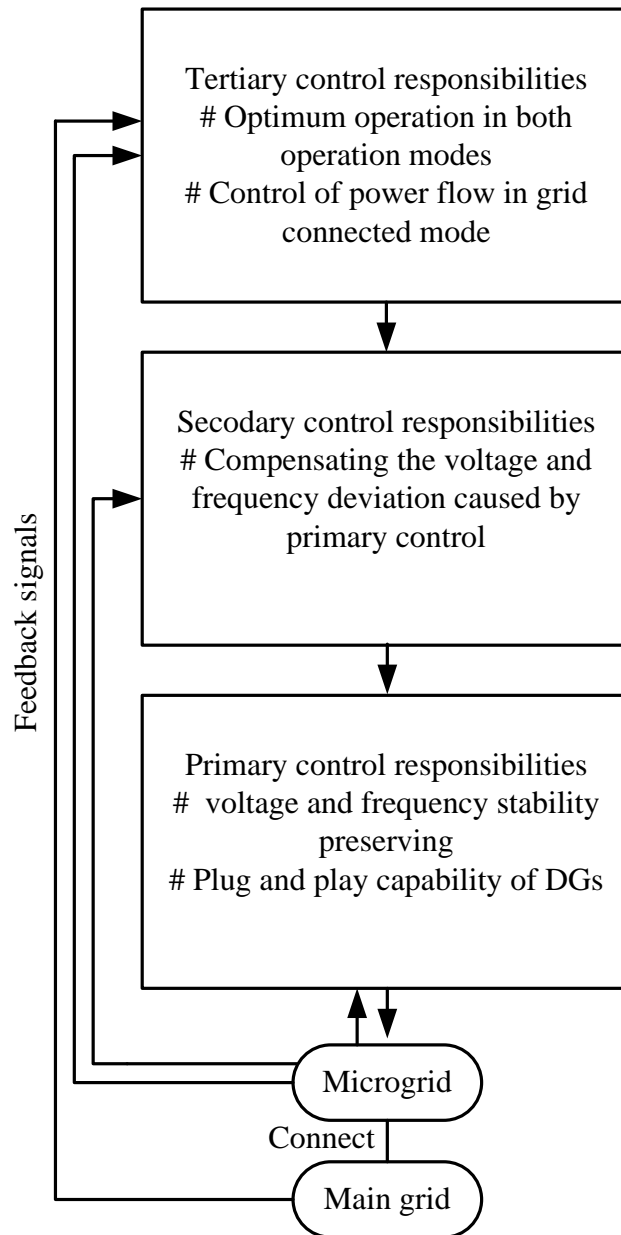 Tertiary control responsibilities
# Optimum operation in both
operation modes
# Control of power flow in grid
connected mode
Secodary control responsibilities
# Compensating the voltage and
frequency deviation caused by
primary control
Feedback signals
Primary control responsibilities
# voltage and frequency stability
preserving
# Plug and play capability of DGs
Microgrid
Connect
Main grid